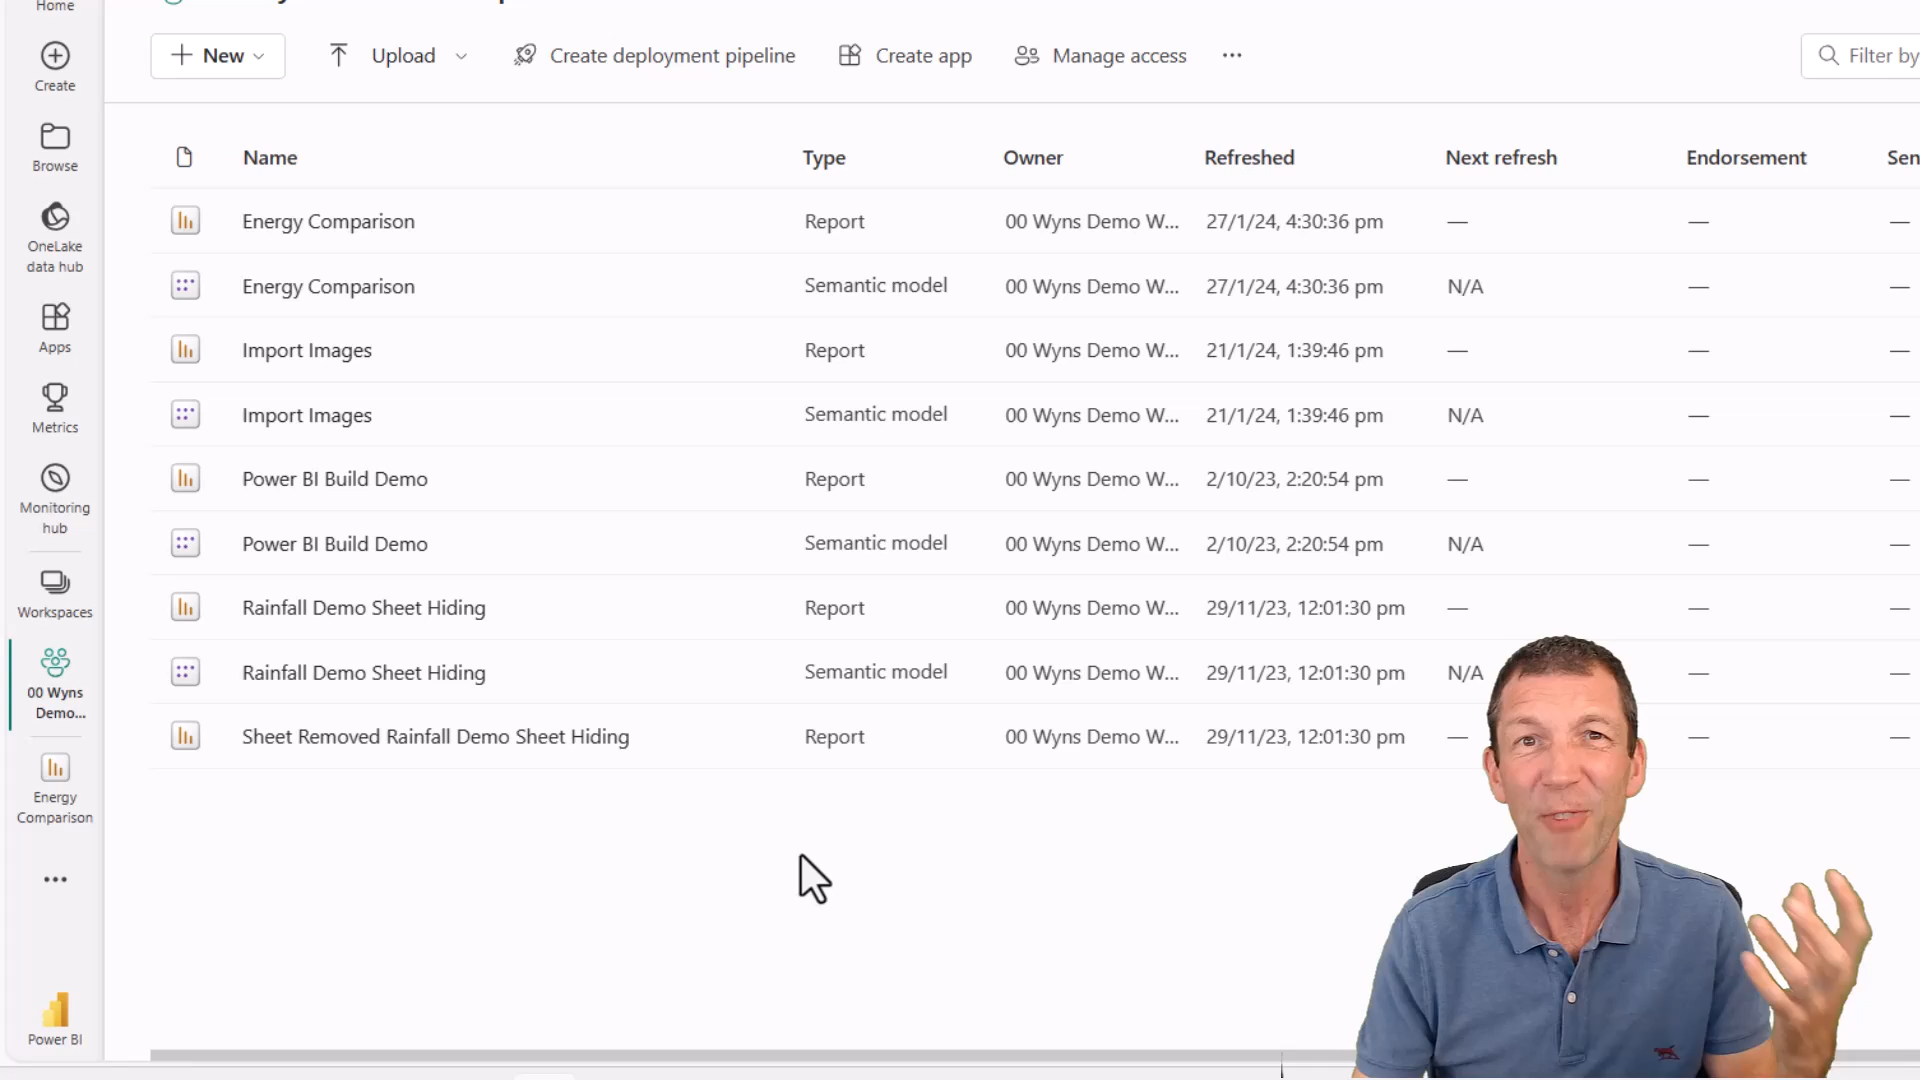 Home
New
Upload
Create deployment pipeline
Create app
Manage access
Filter by
Create
Browse
OneLake
data hub
Apps
Metrics
Monitoring
hub
Workspaces
00 Wyns
Demo...
Energy
Comparison
Power BI
Name Type Owner Refreshed Next refresh Endorsement Sen
Energy Comparison Report 00 Wyns Demo W... 27/1/24, 4:30:36 pm — — —
Energy Comparison Semantic model 00 Wyns Demo W... 27/1/24, 4:30:36 pm N/A — —
Import Images Report 00 Wyns Demo W... 21/1/24, 1:39:46 pm — — —
Import Images Semantic model 00 Wyns Demo W... 21/1/24, 1:39:46 pm N/A — —
Power BI Build Demo Report 00 Wyns Demo W... 2/10/23, 2:20:54 pm — — —
Power BI Build Demo Semantic model 00 Wyns Demo W... 2/10/23, 2:20:54 pm N/A — —
Rainfall Demo Sheet Hiding Report 00 Wyns Demo W... 29/11/23, 12:01:30 pm — — —
Rainfall Demo Sheet Hiding Semantic model 00 Wyns Demo W... 29/11/23, 12:01:30 pm N/A — —
Sheet Removed Rainfall Demo Sheet Hiding Report 00 Wyns Demo W... 29/11/23, 12:01:30 pm — — —